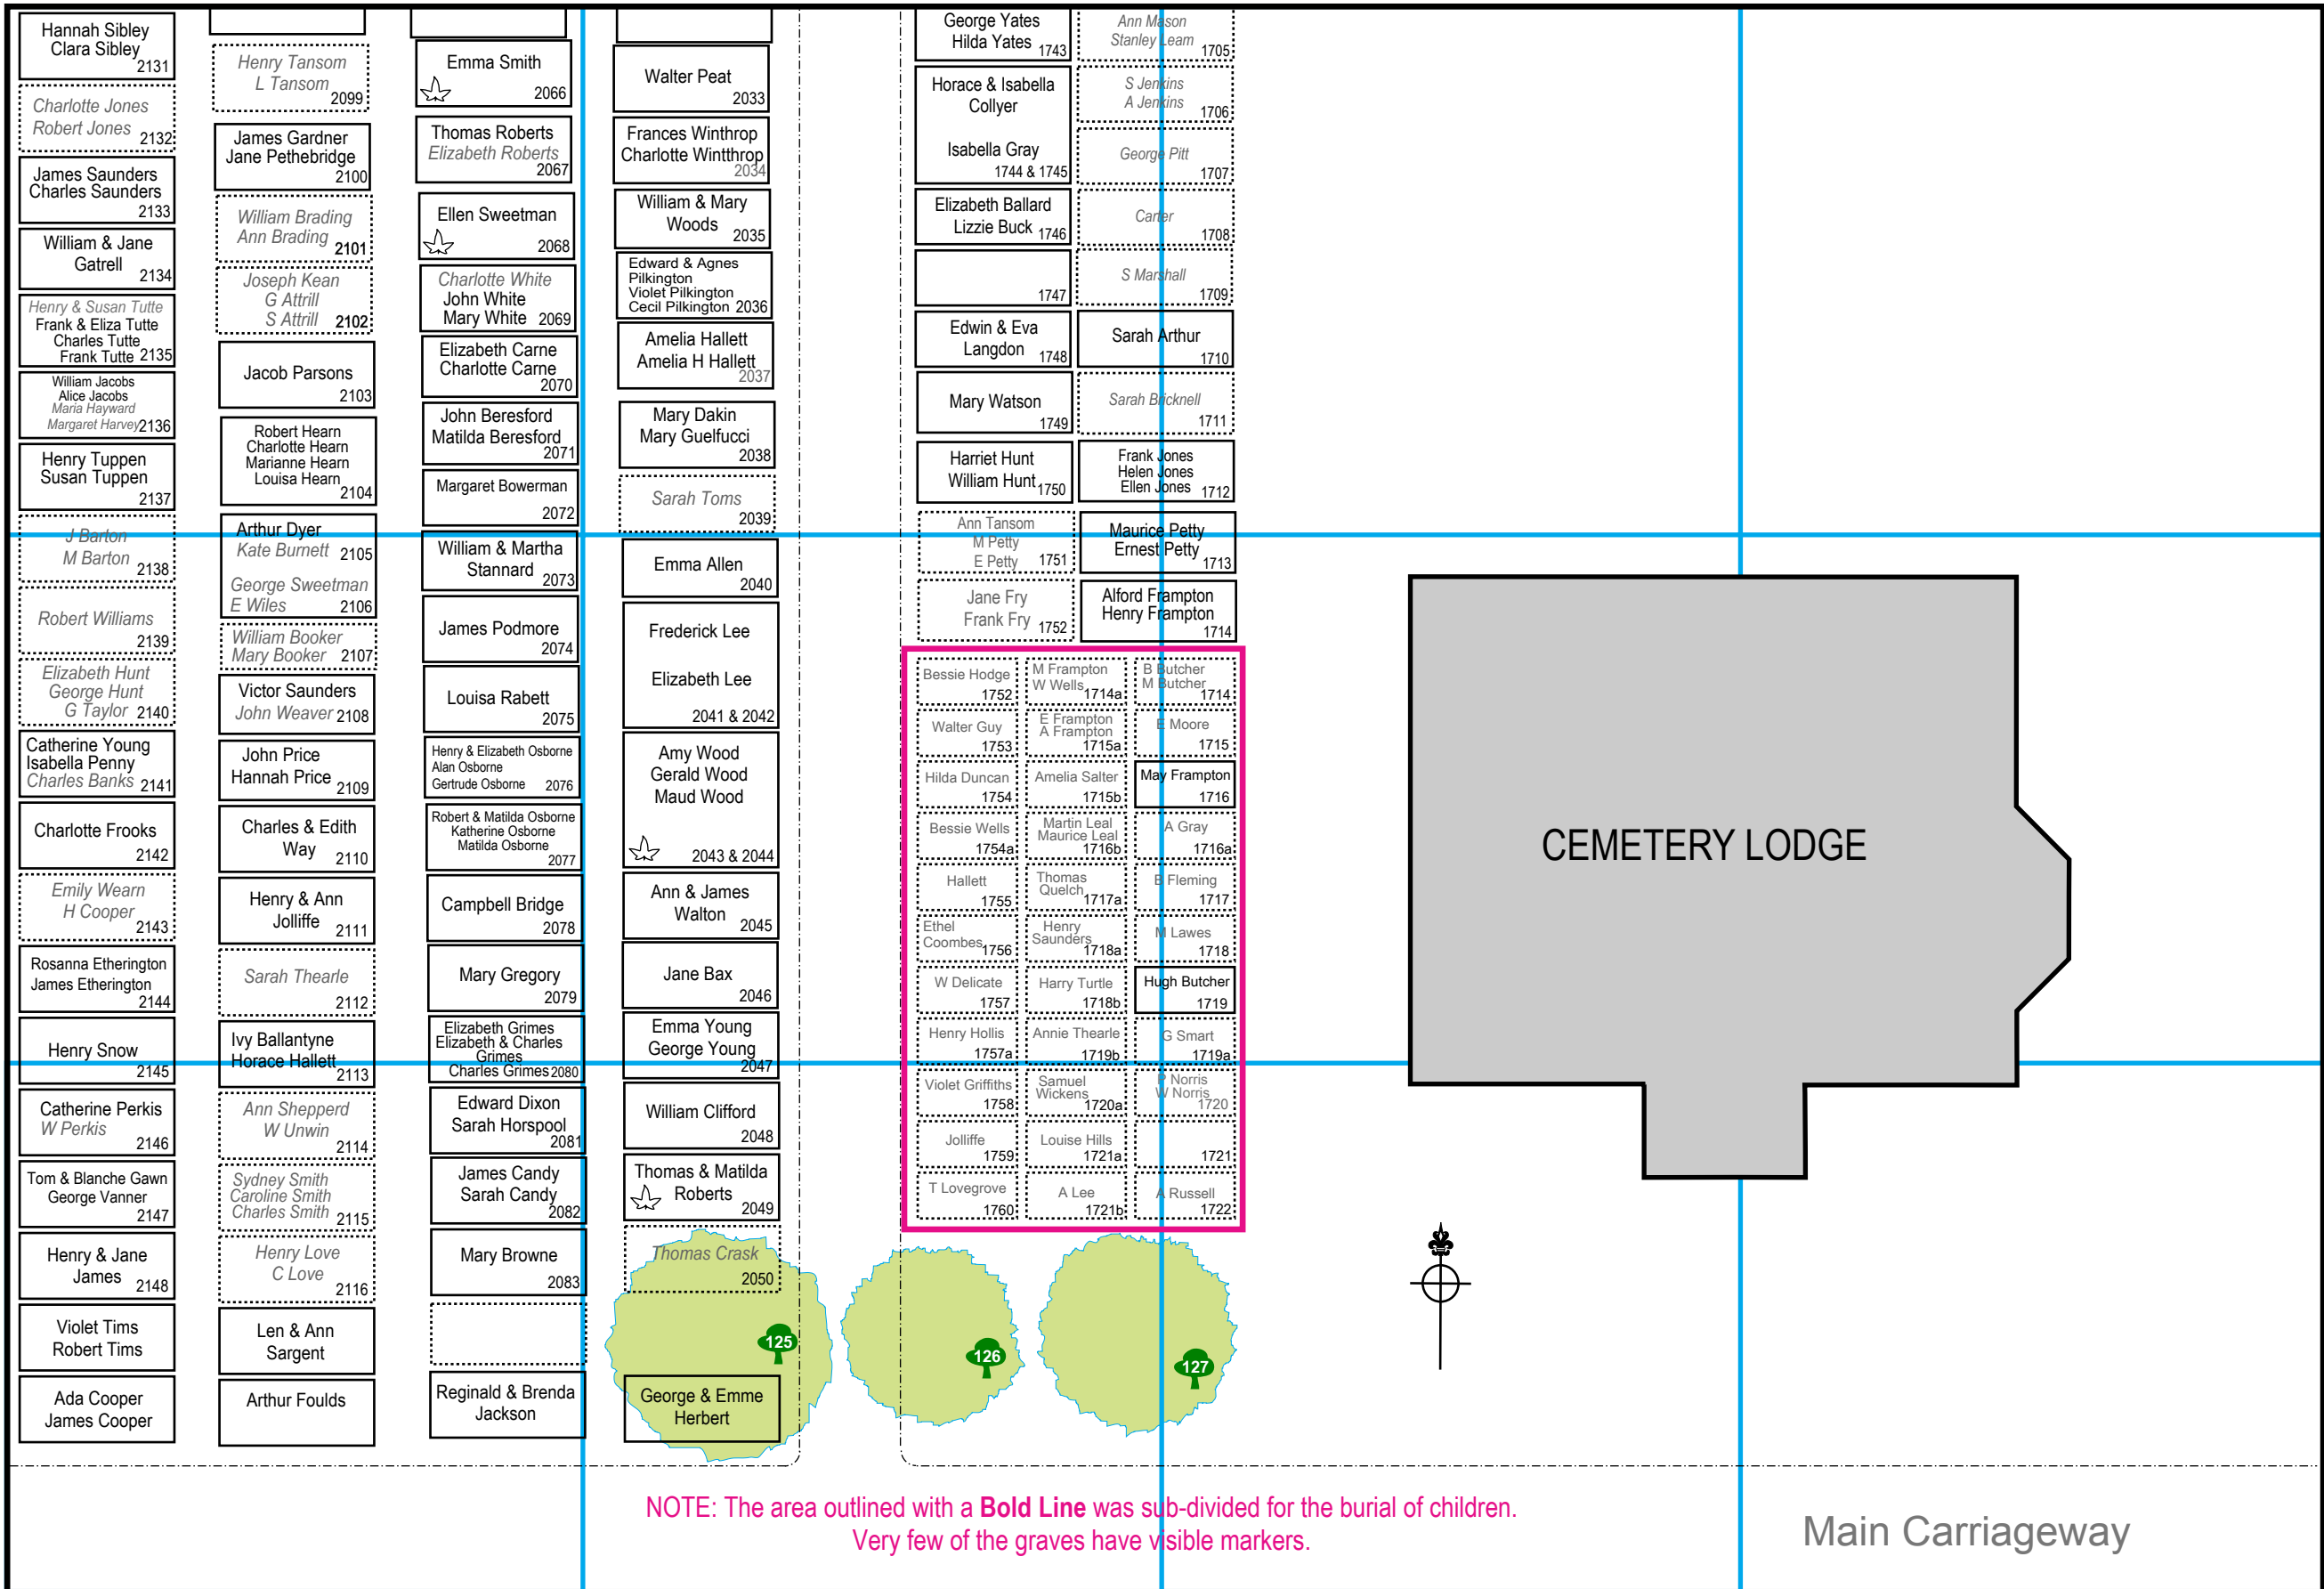 Hannah Sibley
Clara Sibley
2131
Charlotte Jones
Robert Jones 2132
James Saunders
Charles Saunders
2133
William & Jane
Gatrell
2134
Henry & Susan Tutte
Frank & Eliza Tutte
Charles Tutte
Frank Tutte 2135
William Jacobs
Alice Jacobs
Maria Hayward
Margaret Harvey 2136
Henry Tuppen
Susan Tuppen
2137
J Barton
M Barton
2138
Robert Williams
2139
Elizabeth Hunt
George Hunt
G Taylor 2140
Catherine Young
Isabella Penny
Charles Banks 2141
Charlotte Frooks
2142
Emily Wearn
H Cooper
2143
Rosanna Etherington
James Etherington
2144
Henry Snow
2145
Catherine Perkis
W Perkis
2146
Tom & Blanche Gawn
George Vanner
2147
Henry & Jane
James 2148
Violet Tims
Robert Tims
Ada Cooper
James Cooper
Henry Tansom
L Tansom
2099
James Gardner
Jane Pethebridge
2100
William Brading
Ann Brading
2101
Joseph Kean
G Attrill
S Attrill 2102
Jacob Parsons
2103
Robert Hearn
Charlotte Hearn
Marianne Hearn
Louisa Hearn
2104
Arthur Dyer
Kate Burnett 2105
George Sweetman
E Wiles 2106
William Booker
Mary Booker 2107
Victor Saunders
John Weaver 2108
John Price
Hannah Price
2109
Charles & Edith
Way 2110
Henry & Ann
Jolliffe 2111
Sarah Thearle
2112
Ivy Ballantyne
Horace Hallett
2113
Ann Shepperd
W Unwin
2114
Sydney Smith
Caroline Smith
Charles Smith 2115
Henry Love
C Love
2116
Len & Ann
Sargent
Arthur Foulds
Emma Smith
2066
Thomas Roberts
Elizabeth Roberts
2067
Ellen Sweetman
2068
Charlotte White
John White
Mary White 2069
Elizabeth Carne
Charlotte Carne
2070
John Beresford
Matilda Beresford
2071
Margaret Bowerman
2072
William & Martha
Stannard 2073
James Podmore
2074
Louisa Rabett
2075
Henry & Elizabeth Osborne
Alan Osborne
Gertrude Osborne 2076
Robert & Matilda Osborne
Katherine Osborne
Matilda Osborne
2077
Campbell Bridge
2078
Mary Gregory
2079
Elizabeth Grimes
Elizabeth & Charles
Grimes
Charles Grimes 2080
Edward Dixon
Sarah Horspool
2081
James Candy
Sarah Candy
2082
Mary Browne
2083
Reginald & Brenda
Jackson
Walter Peat
2033
Frances Winthrop
Charlotte Wintthrop
2034
William & Mary
Woods
2035
Edward & Agnes
Pilkington
Violet Pilkington
Cecil Pilkington 2036
Amelia Hallett
Amelia H Hallett
2037
Mary Dakin
Mary Guelfucci
2038
Sarah Toms
2039
Emma Allen
2040
Frederick Lee
Elizabeth Lee
2041 & 2042
Amy Wood
Gerald Wood
Maud Wood
2043 & 2044
Ann & James
Walton
2045
Jane Bax
2046
Emma Young
George Young
2047
William Clifford
2048
Thomas & Matilda
Roberts
2049
Thomas Crask
2050
125
George & Emme
Herbert
George Yates
Hilda Yates 1743
Horace & Isabella
Collyer
Isabella Gray
1744 & 1745
Elizabeth Ballard
Lizzie Buck 1746
1747
Edwin & Eva
Langdon 1748
Mary Watson
1749
Harriet Hunt
William Hunt 1750
Ann Tansom
M Petty
E Petty 1751
Jane Fry
Frank Fry 1752
Ann Mason
Stanley Leam 1705
S Jenkins
A Jenkins
1706
George Pitt
1707
Carter
1708
S Marshall
1709
Sarah Arthur
1710
Sarah Bricknell
1711
Frank Jones
Helen Jones
Ellen Jones 1712
Maurice Petty
Ernest Petty
1713
Alford Frampton
Henry Frampton
1714
Bessie Hodge
1752
Walter Guy
1753
Hilda Duncan
1754
Bessie Wells
1754a
Hallett
1755
Ethel
Coombes 1756
W Delicate
1757
Henry Hollis
1757a
Violet Griffiths
1758
Jolliffe
1759
T Lovegrove
1760
M Frampton
W Wells 1714a
E Frampton
A Frampton
1715a
Amelia Salter
1715b
Martin Leal
Maurice Leal
1716b
Thomas
Quelch 1717a
Henry
Saunders
1718a
Harry Turtle
1718b
Annie Thearle
1719b
Samuel
Wickens 1720a
Louise Hills
1721a
A Lee
1721b
B Butcher
M Butcher
1714
E Moore
1715
May Frampton
1716
A Gray
1716a
B Fleming
1717
M Lawes
1718
Hugh Butcher
1719
G Smart
1719a
P Norris
W Norris
1720
1721
A Russell
1722
126
127
CEMETERY LODGE
NOTE: The area outlined with a Bold Line was sub-divided for the burial of children.
Very few of the graves have visible markers.
Main Carriageway